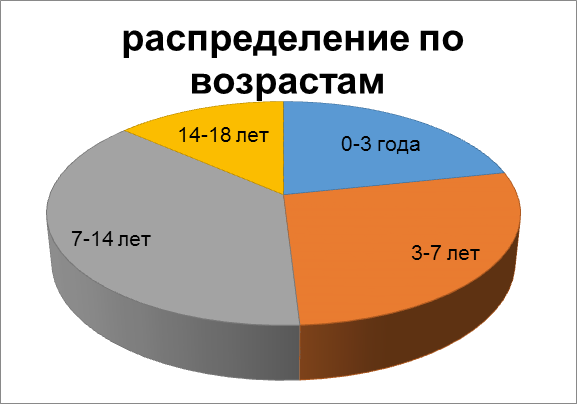 распределение по
возрастам
14-18 лет
0-3 года
7-14 лет
3-7 лет